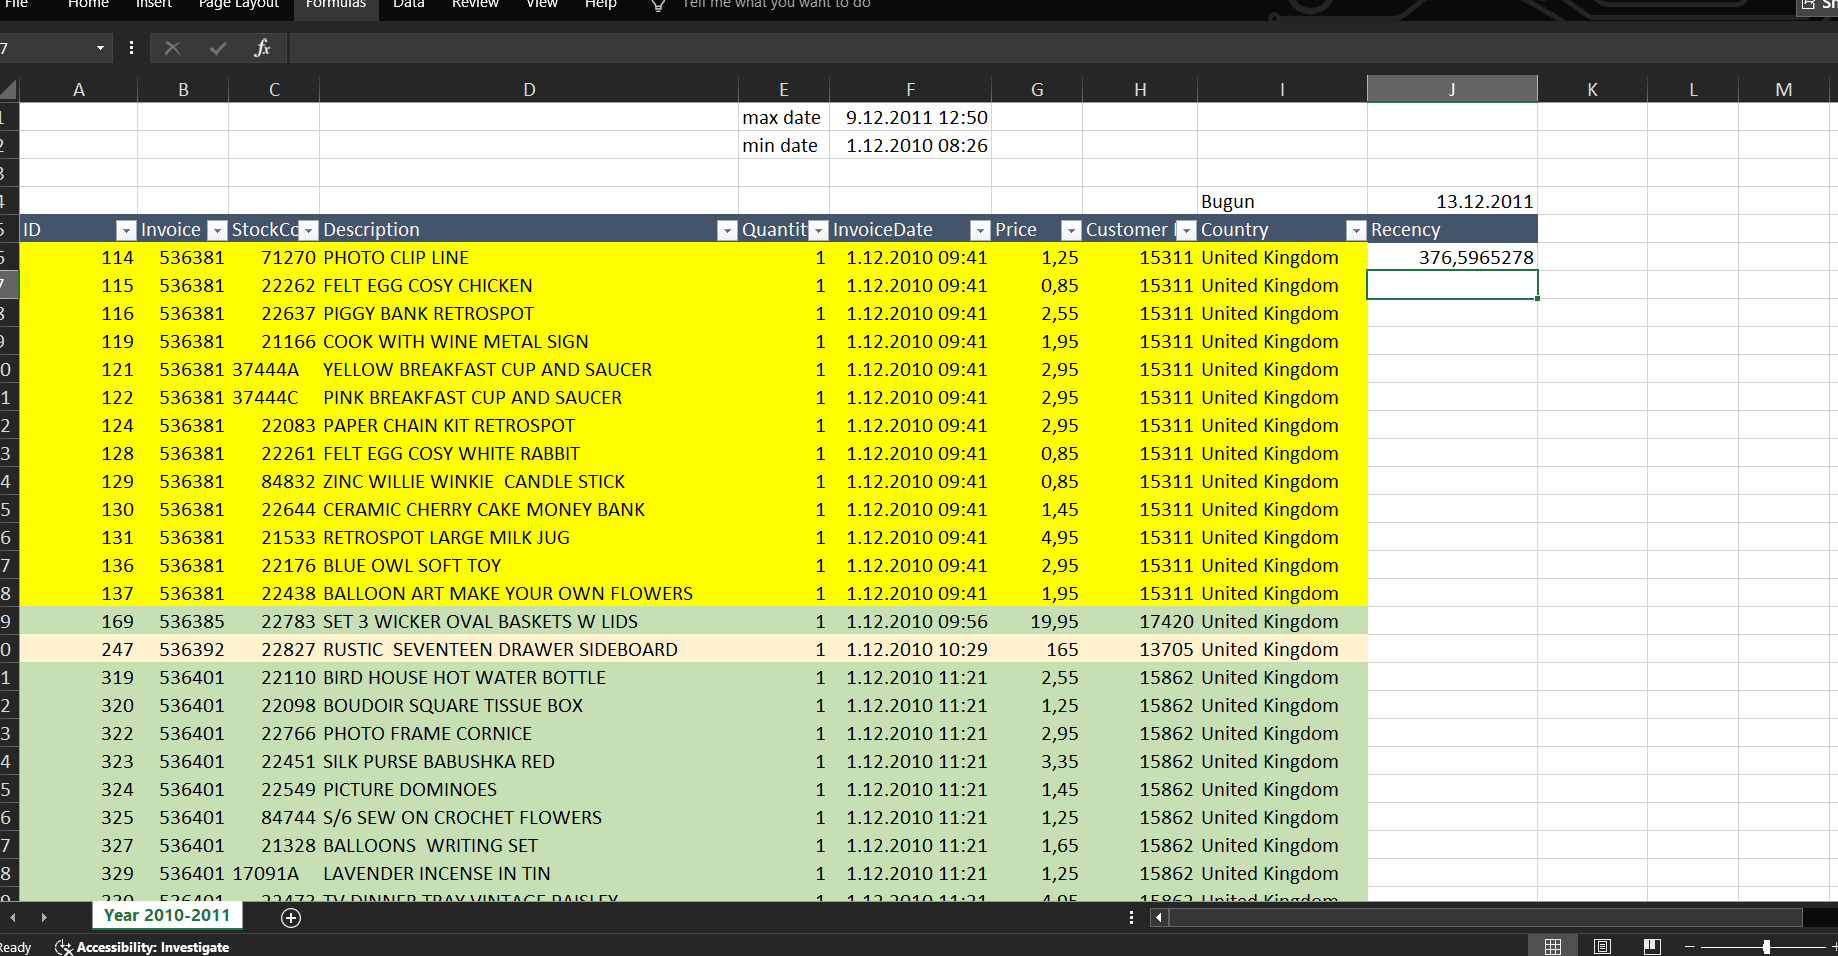 File Home Insert Page Layout Formulas Data Review View Help Tell me what you want to do
fx
A B C D E F G H I J K L M
max date 9.12.2011 12:50
min date 1.12.2010 08:26
Bugun 13.12.2011
ID Invoice StockCo Description Quantit InvoiceDate Price Customer I Country Recency
114 536381 71270 PHOTO CLIP LINE 1 1.12.2010 09:41 1,25 15311 United Kingdom 376,5965278
115 536381 22262 FELT EGG COSY CHICKEN 1 1.12.2010 09:41 0,85 15311 United Kingdom
116 536381 22637 PIGGY BANK RETROSPOT 1 1.12.2010 09:41 2,55 15311 United Kingdom
119 536381 21166 COOK WITH WINE METAL SIGN 1 1.12.2010 09:41 1,95 15311 United Kingdom
121 536381 37444A YELLOW BREAKFAST CUP AND SAUCER 1 1.12.2010 09:41 2,95 15311 United Kingdom
122 536381 37444C PINK BREAKFAST CUP AND SAUCER 1 1.12.2010 09:41 2,95 15311 United Kingdom
124 536381 22083 PAPER CHAIN KIT RETROSPOT 1 1.12.2010 09:41 2,95 15311 United Kingdom
128 536381 22261 FELT EGG COSY WHITE RABBIT 1 1.12.2010 09:41 0,85 15311 United Kingdom
129 536381 84832 ZINC WILLIE WINKIE  CANDLE STICK 1 1.12.2010 09:41 0,85 15311 United Kingdom
130 536381 22644 CERAMIC CHERRY CAKE MONEY BANK 1 1.12.2010 09:41 1,45 15311 United Kingdom
131 536381 21533 RETROSPOT LARGE MILK JUG 1 1.12.2010 09:41 4,95 15311 United Kingdom
136 536381 22176 BLUE OWL SOFT TOY 1 1.12.2010 09:41 2,95 15311 United Kingdom
137 536381 22438 BALLOON ART MAKE YOUR OWN FLOWERS 1 1.12.2010 09:41 1,95 15311 United Kingdom
169 536385 22783 SET 3 WICKER OVAL BASKETS W LIDS 1 1.12.2010 09:56 19,95 17420 United Kingdom
247 536392 22827 RUSTIC  SEVENTEEN DRAWER SIDEBOARD 1 1.12.2010 10:29 165 13705 United Kingdom
319 536401 22110 BIRD HOUSE HOT WATER BOTTLE 1 1.12.2010 11:21 2,55 15862 United Kingdom
320 536401 22098 BOUDOIR SQUARE TISSUE BOX 1 1.12.2010 11:21 1,25 15862 United Kingdom
322 536401 22766 PHOTO FRAME CORNICE 1 1.12.2010 11:21 2,95 15862 United Kingdom
323 536401 22451 SILK PURSE BABUSHKA RED 1 1.12.2010 11:21 3,35 15862 United Kingdom
324 536401 22549 PICTURE DOMINOES 1 1.12.2010 11:21 1,45 15862 United Kingdom
325 536401 84744 S/6 SEW ON CROCHET FLOWERS 1 1.12.2010 11:21 1,25 15862 United Kingdom
327 536401 21328 BALLOONS  WRITING SET 1 1.12.2010 11:21 1,65 15862 United Kingdom
329 536401 17091A LAVENDER INCENSE IN TIN 1 1.12.2010 11:21 1,25 15862 United Kingdom
Year 2010-2011
Ready Accessibility: Investigate